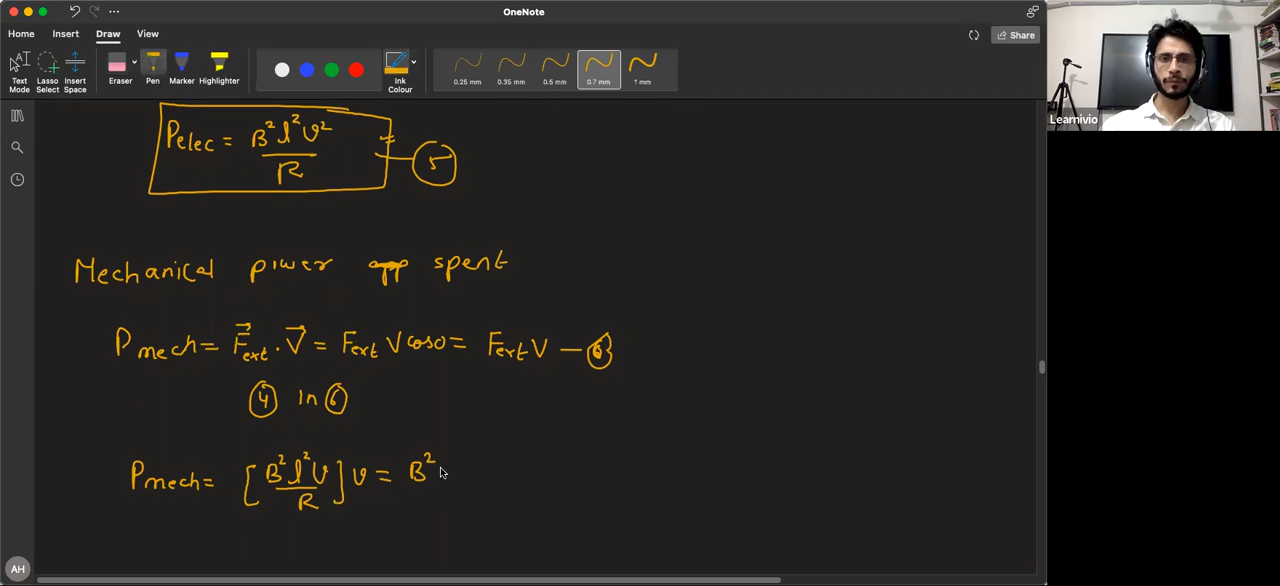 OneNote
Home Insert Draw View
Share
Text Mode
Lasso Select
Insert Space
Eraser
Pen
Marker
Highlighter
Ink Colour
0.25 mm 0.35 mm 0.5 mm 0.7 mm 1 mm
Learnivio
Pelec = B²l²v²/R — ⑤
Mechanical power spent
Pmech = F⃗ext . V⃗ = Fext V cos0 = Fext V — ⑥
④ in ⑥
Pmech = [B²l²v/R] v = B²
AH